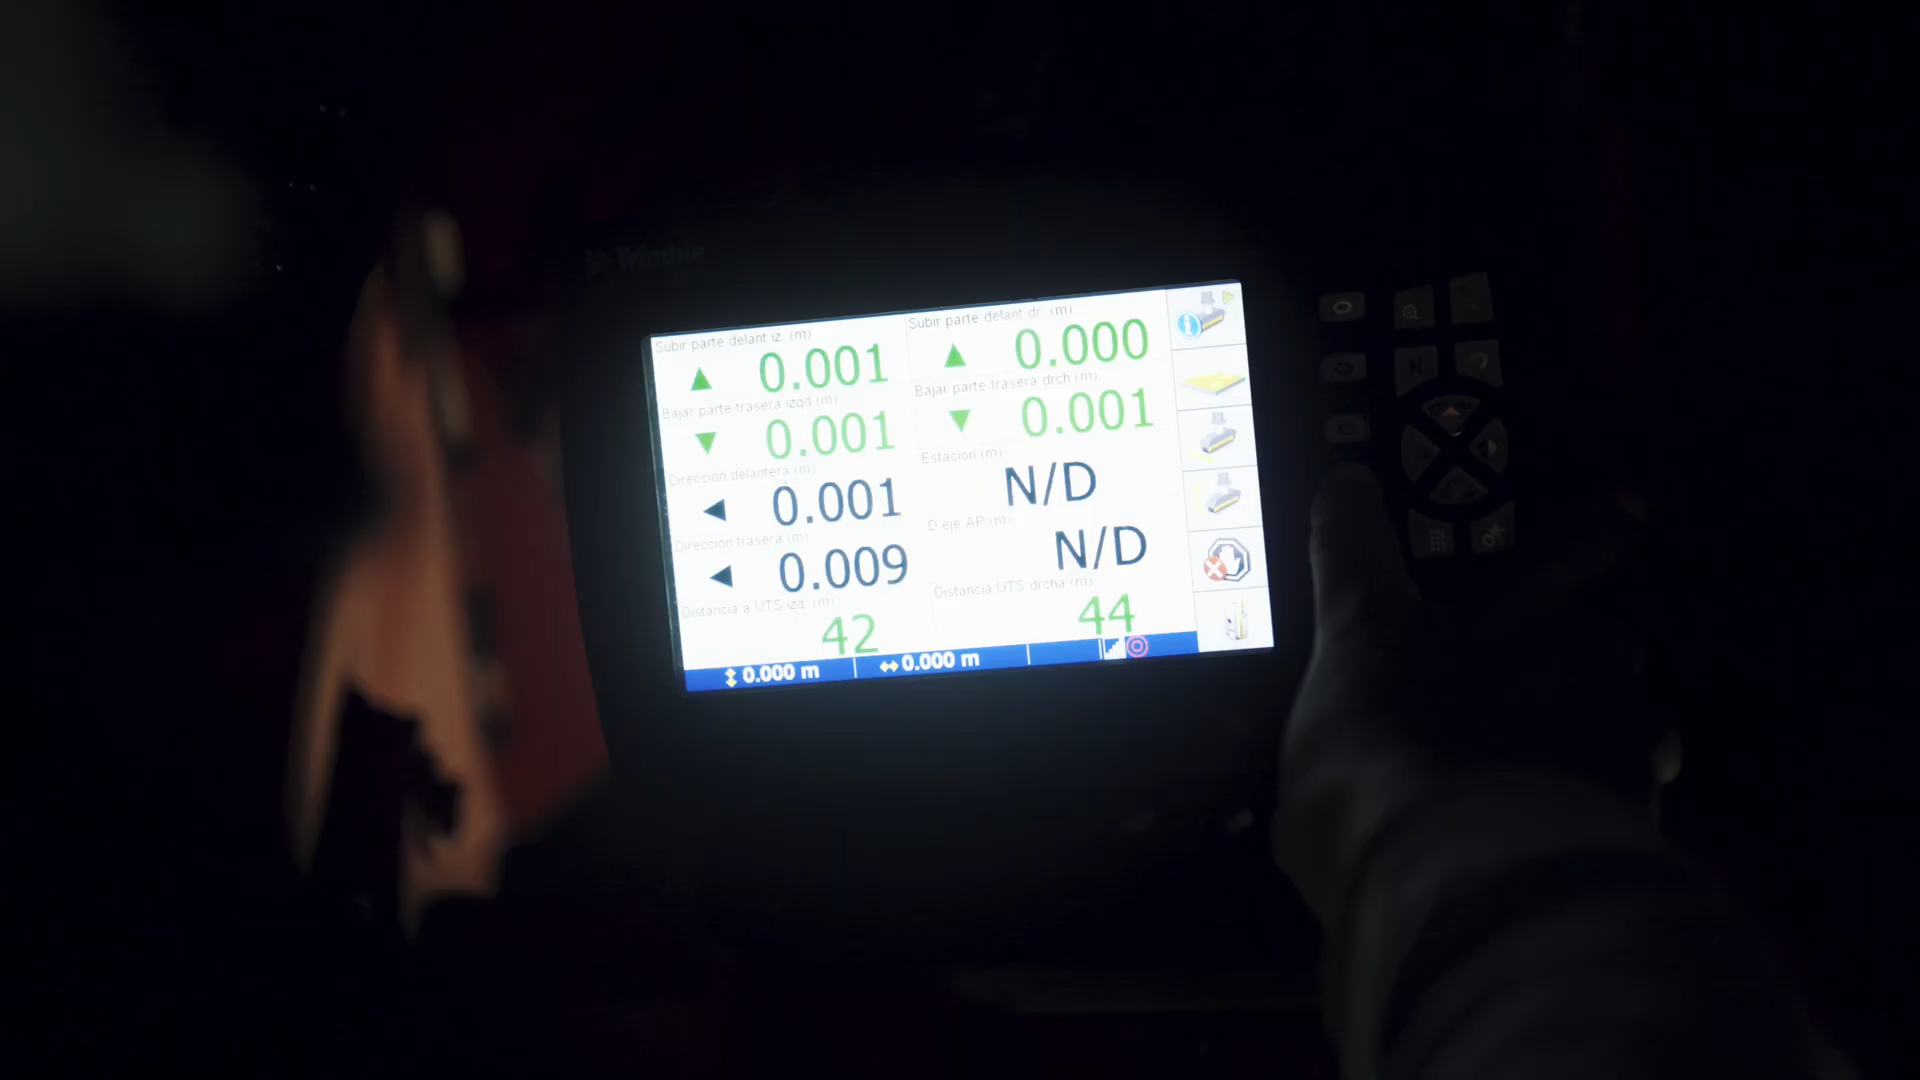 Trimble
Subir parte delant iz. (m)
0.001
Subir parte delant dr. (m)
0.000
Bajar parte trasera izqd (m)
0.001
Bajar parte trasera drch (m)
0.001
Direccion delantera (m)
0.001
Estacion (m)
N/D
Direccion trasera (m)
0.009
D eje AP (m)
N/D
Distancia a UTS izq. (m)
42
Distancia UTS drcha (m)
44
0.000 m
0.000 m
OK